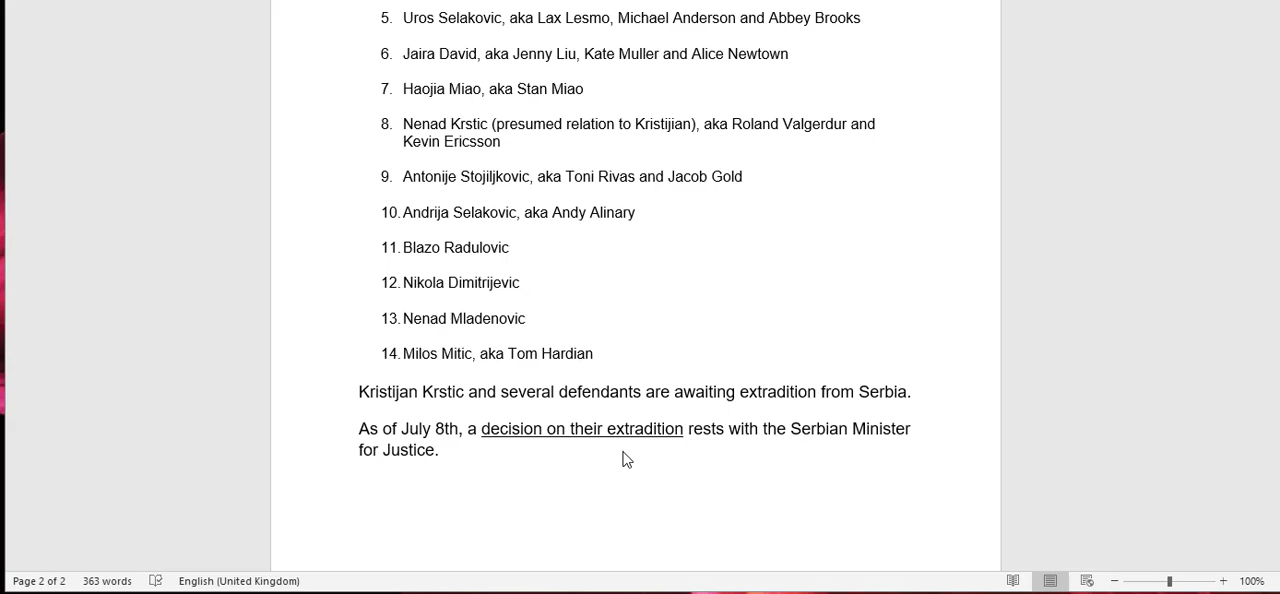 5. Uros Selakovic, aka Lax Lesmo, Michael Anderson and Abbey Brooks
6. Jaira David, aka Jenny Liu, Kate Muller and Alice Newtown
7. Haojia Miao, aka Stan Miao
8. Nenad Krstic (presumed relation to Kristijian), aka Roland Valgerdur and
Kevin Ericsson
9. Antonije Stojiljkovic, aka Toni Rivas and Jacob Gold
10. Andrija Selakovic, aka Andy Alinary
11. Blazo Radulovic
12. Nikola Dimitrijevic
13. Nenad Mladenovic
14. Milos Mitic, aka Tom Hardian
Kristijan Krstic and several defendants are awaiting extradition from Serbia.
As of July 8th, a decision on their extradition rests with the Serbian Minister
for Justice.
Page 2 of 2 363 words English (United Kingdom) 100%